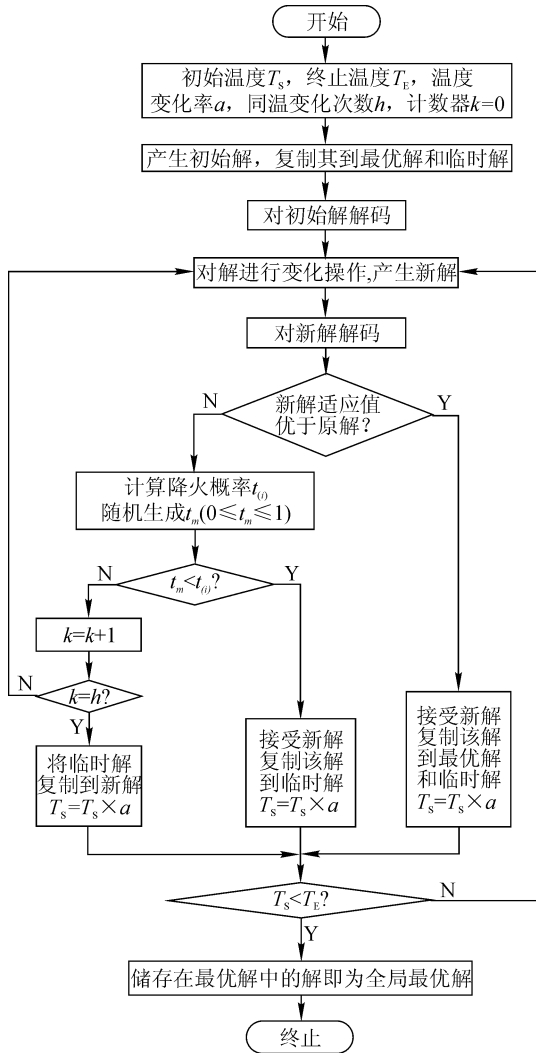 开始
初始温度T_S，终止温度T_E，温度
变化率a，同温变化次数h，计数器k=0
产生初始解，复制其到最优解和临时解
对初始解解码
对解进行变化操作,产生新解
对新解解码
新解适应值
优于原解？
N
Y
计算降火概率t_(i)
随机生成t_m(0≤t_m≤1)
t_m<t_(i)?
N
Y
k=k+1
k=h?
N
Y
将临时解
复制到新解
T_S=T_S×a
接受新解
复制该解
到临时解
T_S=T_S×a
接受新解
复制该解
到最优解
和临时解
T_S=T_S×a
T_S<T_E?
N
Y
储存在最优解中的解即为全局最优解
终止